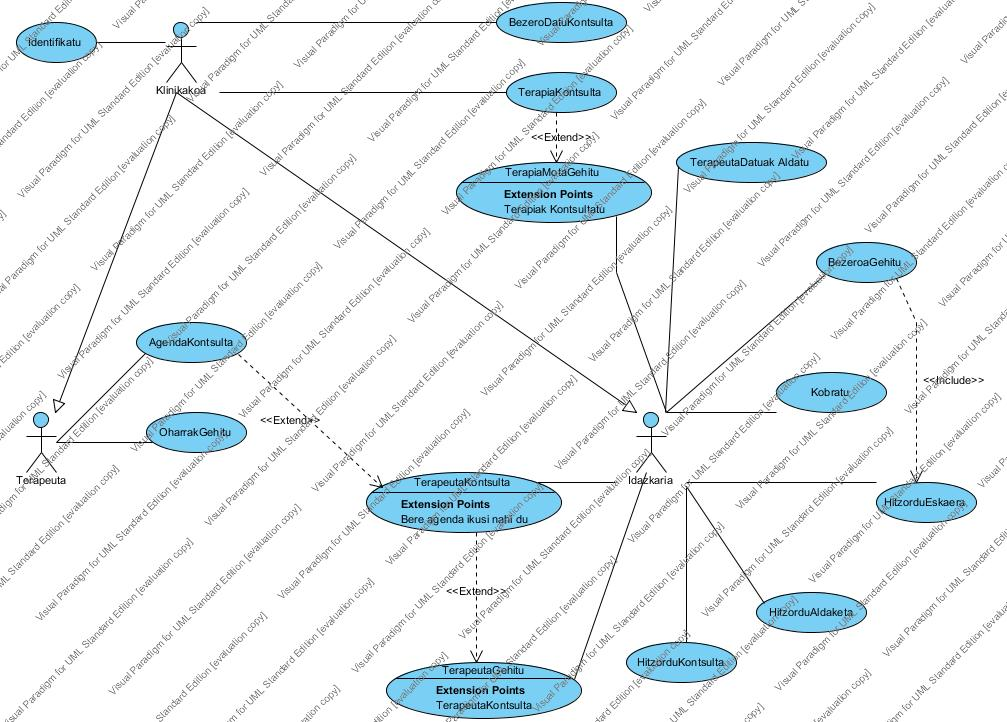 BezeroDatuKontsulta
Identifikatu
Klinikakoa
TerapiaKontsulta
<<Extend>>
TerapiaMotaGehitu
Extension Points
Terapiak Kontsultatu
TerapeutaDatuak Aldatu
BezeroaGehitu
AgendaKontsulta
<<Include>>
Kobratu
<<Extend>>
OharrakGehitu
Terapeuta
Idazkaria
TerapeutaKontsulta
Extension Points
Bere agenda ikusi nahi du
HitzorduEskaera
<<Extend>>
HitzorduAldaketa
HitzorduKontsulta
TerapeutaGehitu
Extension Points
TerapeutaKontsulta
Visual Paradigm for UML Standard Edition [evaluation copy]